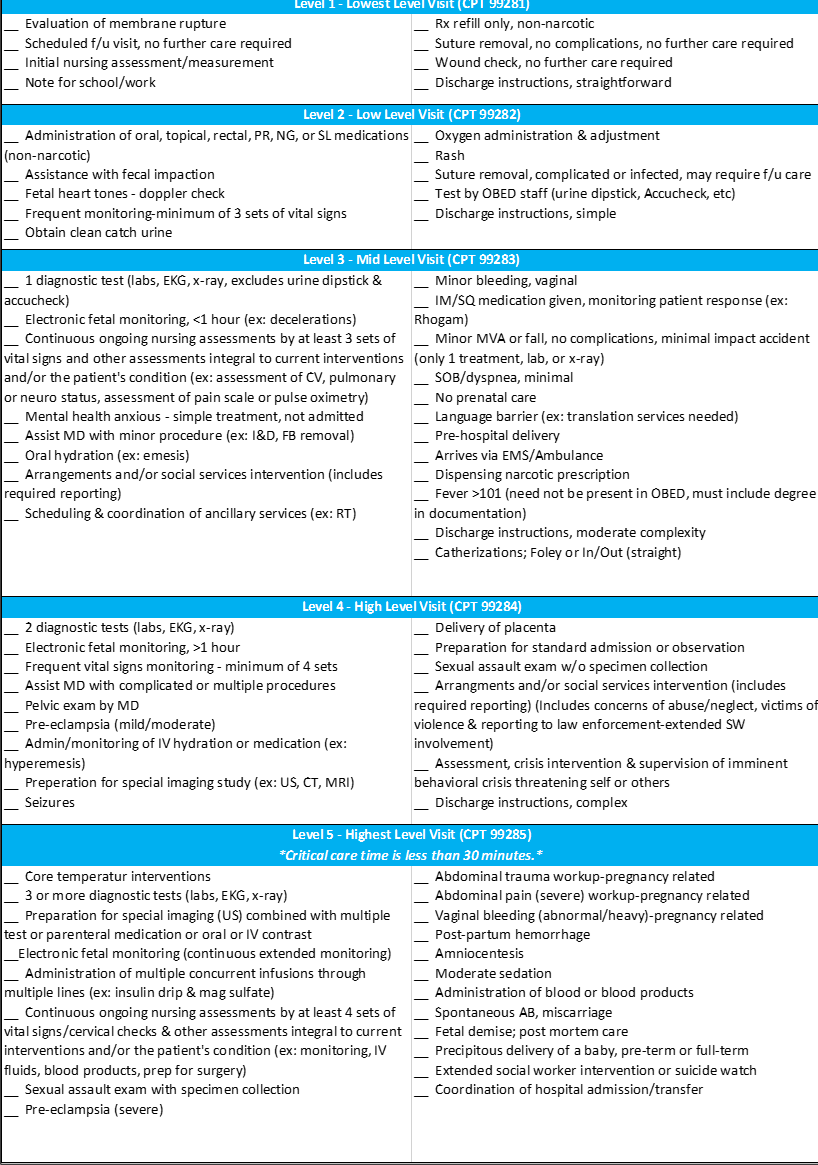 Level 1 - Lowest Level Visit (CPT 99281)
__ Evaluation of membrane rupture
__ Scheduled f/u visit, no further care required
__ Initial nursing assessment/measurement
__ Note for school/work
__ Rx refill only, non-narcotic
__ Suture removal, no complications, no further care required
__ Wound check, no further care required
__ Discharge instructions, straightforward
Level 2 - Low Level Visit (CPT 99282)
__ Administration of oral, topical, rectal, PR, NG, or SL medications
(non-narcotic)
__ Assistance with fecal impaction
__ Fetal heart tones - doppler check
__ Frequent monitoring-minimum of 3 sets of vital signs
__ Obtain clean catch urine
__ Oxygen administration & adjustment
__ Rash
__ Suture removal, complicated or infected, may require f/u care
__ Test by OBED staff (urine dipstick, Accucheck, etc)
__ Discharge instructions, simple
Level 3 - Mid Level Visit (CPT 99283)
__ 1 diagnostic test (labs, EKG, x-ray, excludes urine dipstick &
accucheck)
__ Electronic fetal monitoring, <1 hour (ex: decelerations)
__ Continuous ongoing nursing assessments by at least 3 sets of
vital signs and other assessments integral to current interventions
and/or the patient's condition (ex: assessment of CV, pulmonary
or neuro status, assessment of pain scale or pulse oximetry)
__ Mental health anxious - simple treatment, not admitted
__ Assist MD with minor procedure (ex: I&D, FB removal)
__ Oral hydration (ex: emesis)
__ Arrangements and/or social services intervention (includes
required reporting)
__ Scheduling & coordination of ancillary services (ex: RT)
__ Minor bleeding, vaginal
__ IM/SQ medication given, monitoring patient response (ex:
Rhogam)
__ Minor MVA or fall, no complications, minimal impact accident
(only 1 treatment, lab, or x-ray)
__ SOB/dyspnea, minimal
__ No prenatal care
__ Language barrier (ex: translation services needed)
__ Pre-hospital delivery
__ Arrives via EMS/Ambulance
__ Dispensing narcotic prescription
__ Fever >101 (need not be present in OBED, must include degree
in documentation)
__ Discharge instructions, moderate complexity
__ Catherizations; Foley or In/Out (straight)
Level 4 - High Level Visit (CPT 99284)
__ 2 diagnostic tests (labs, EKG, x-ray)
__ Electronic fetal monitoring, >1 hour
__ Frequent vital signs monitoring - minimum of 4 sets
__ Assist MD with complicated or multiple procedures
__ Pelvic exam by MD
__ Pre-eclampsia (mild/moderate)
__ Admin/monitoring of IV hydration or medication (ex:
hyperemesis)
__ Preperation for special imaging study (ex: US, CT, MRI)
__ Seizures
__ Delivery of placenta
__ Preparation for standard admission or observation
__ Sexual assault exam w/o specimen collection
__ Arrangments and/or social services intervention (includes
required reporting) (Includes concerns of abuse/neglect, victims of
violence & reporting to law enforcement-extended SW
involvement)
__ Assessment, crisis intervention & supervision of imminent
behavioral crisis threatening self or others
__ Discharge instructions, complex
Level 5 - Highest Level Visit (CPT 99285)
*Critical care time is less than 30 minutes.*
__ Core temperatur interventions
__ 3 or more diagnostic tests (labs, EKG, x-ray)
__ Preparation for special imaging (US) combined with multiple
test or parenteral medication or oral or IV contrast
__Electronic fetal monitoring (continuous extended monitoring)
__ Administration of multiple concurrent infusions through
multiple lines (ex: insulin drip & mag sulfate)
__ Continuous ongoing nursing assessments by at least 4 sets of
vital signs/cervical checks & other assessments integral to current
interventions and/or the patient's condition (ex: monitoring, IV
fluids, blood products, prep for surgery)
__ Sexual assault exam with specimen collection
__ Pre-eclampsia (severe)
__ Abdominal trauma workup-pregnancy related
__ Abdominal pain (severe) workup-pregnancy related
__ Vaginal bleeding (abnormal/heavy)-pregnancy related
__ Post-partum hemorrhage
__ Amniocentesis
__ Moderate sedation
__ Administration of blood or blood products
__ Spontaneous AB, miscarriage
__ Fetal demise; post mortem care
__ Precipitous delivery of a baby, pre-term or full-term
__ Extended social worker intervention or suicide watch
__ Coordination of hospital admission/transfer